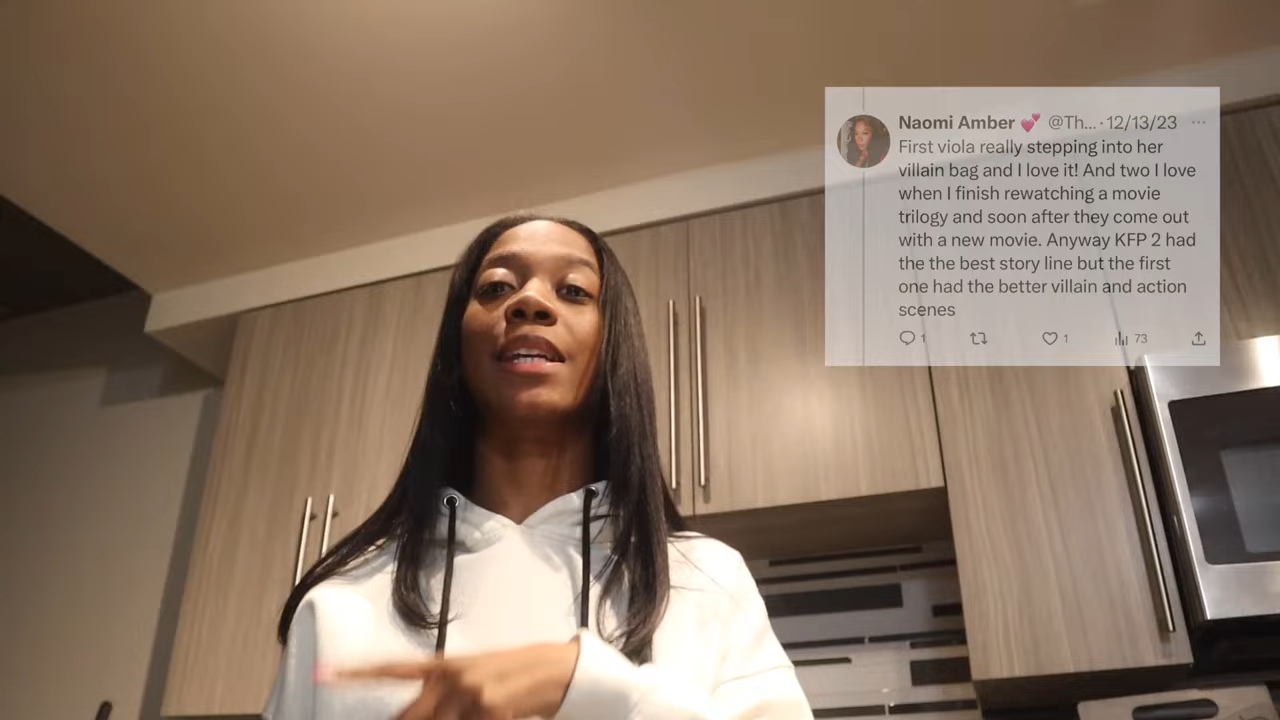 Naomi Amber 💕 @Th... · 12/13/23 ···
First viola really stepping into her
villain bag and I love it! And two I love
when I finish rewatching a movie
trilogy and soon after they come out
with a new movie. Anyway KFP 2 had
the the best story line but the first
one had the better villain and action
scenes
1 1 73